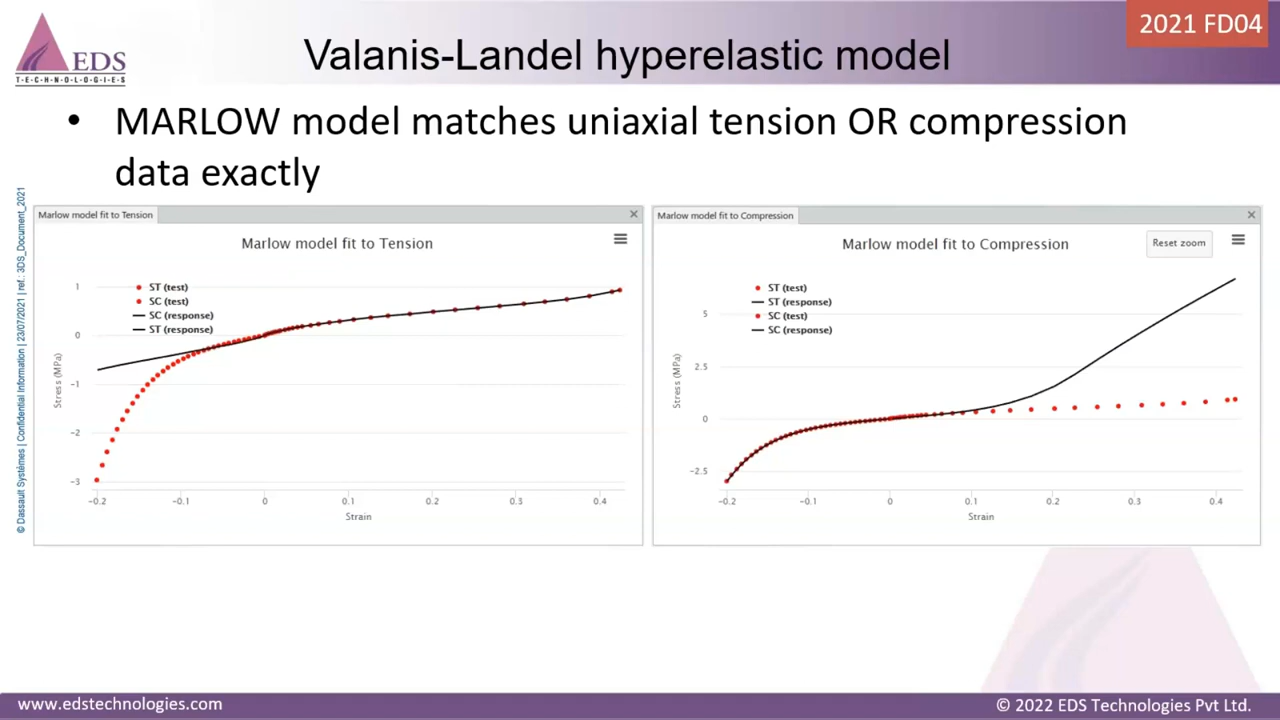 2021 FD04
EDS
T·E·C·H·N·O·L·O·G·I·E·S
Valanis-Landel hyperelastic model
• MARLOW model matches uniaxial tension OR compression
data exactly
© Dassault Systèmes | Confidential Information | 23/07/2021 | ref.: 3DS_Document_2021
Marlow model fit to Tension
Marlow model fit to Tension
ST (test)
SC (test)
SC (response)
ST (response)
Stress (MPa)
1
0
−1
−2
−3
−0.2 −0.1 0 0.1 0.2 0.3 0.4
Strain
Marlow model fit to Compression
Marlow model fit to Compression
Reset zoom
ST (test)
ST (response)
SC (test)
SC (response)
Stress (MPa)
5
2.5
0
−2.5
−0.2 −0.1 0 0.1 0.2 0.3 0.4
Strain
www.edstechnologies.com
© 2022 EDS Technologies Pvt Ltd.